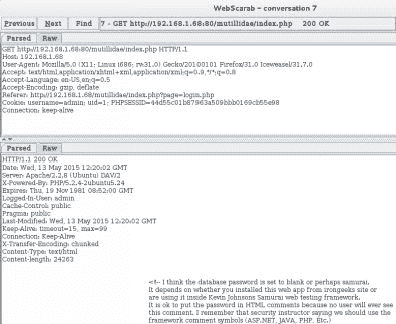 WebScarab - conversation 7
Previous Next Find 7 - GET http://192.168.1.68:80/mutillidae/index.php 200 OK
Parsed Raw
GET http://192.168.1.68:80/mutillidae/index.php HTTP/1.1
Host: 192.168.1.68
User-Agent: Mozilla/5.0 (X11; Linux i686; rv:31.0) Gecko/20100101 Firefox/31.0 Iceweasel/31.7.0
Accept: text/html,application/xhtml+xml,application/xml;q=0.9,*/*;q=0.8
Accept-Language: en-US,en;q=0.5
Accept-Encoding: gzip, deflate
Referer: http://192.168.1.68/mutillidae/index.php?page=login.php
Cookie: username=admin; uid=1;
Connection: keep-alive
Parsed Raw
HTTP/1.1 200 OK
Date: Wed, 13 May 2015 12:20:02 GMT
Server: Apache/2.2.8 (Ubuntu) DAV/2
X-Powered-By: PHP/5.2.4-2ubuntu5.24
Expires: Thu, 19 Nov 1981 08:52:00 GMT
Logged-In-User: admin
Cache-Control: public
Pragma: public
Last-Modified: Wed, 13 May 2015 12:20:02 GMT
Keep-Alive: timeout=15, max=99
Connection: Keep-Alive
X-Transfer-Encoding: chunked
Content-Type: text/html
Content-length: 24263
<!-- I think the database password is set to blank or perhaps samurai.
It depends on whether you installed this web app from irongeeks site or
are using it inside Kevin Johnsons Samurai web testing framework.
It is ok to put the password in HTML comments because no user will ever see
this comment. I remember that security instructor saying we should use the
framework comment symbols (ASP.NET, JAVA, PHP, Etc.)